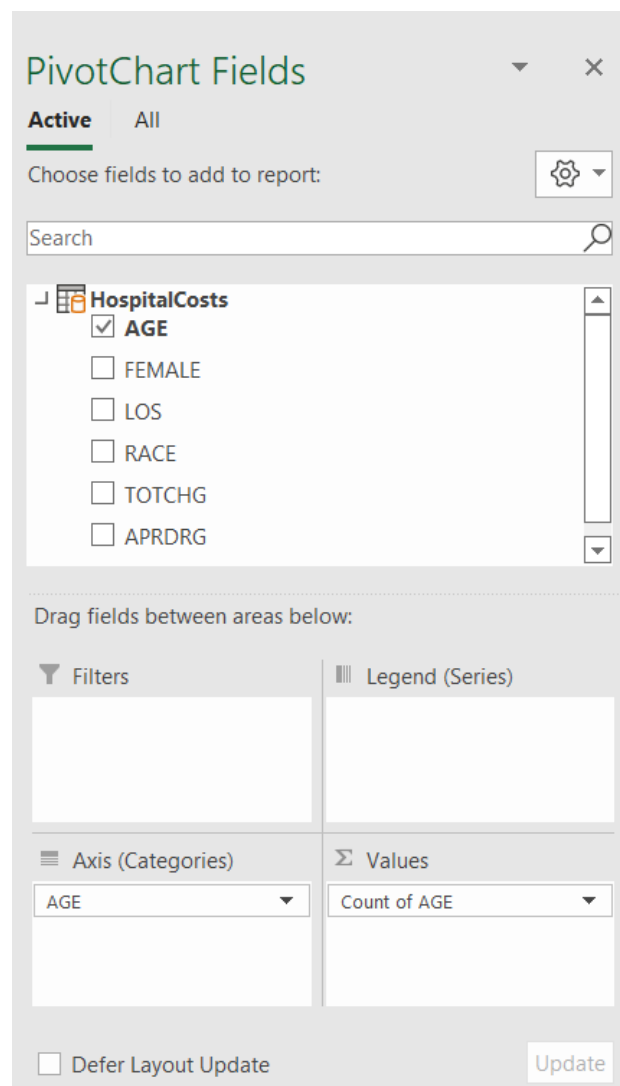 PivotChart Fields
Active All
Choose fields to add to report:
Search
HospitalCosts
AGE
FEMALE
LOS
RACE
TOTCHG
APRDRG
Drag fields between areas below:
Filters
Legend (Series)
Axis (Categories)
Σ Values
AGE
Count of AGE
Defer Layout Update
Update